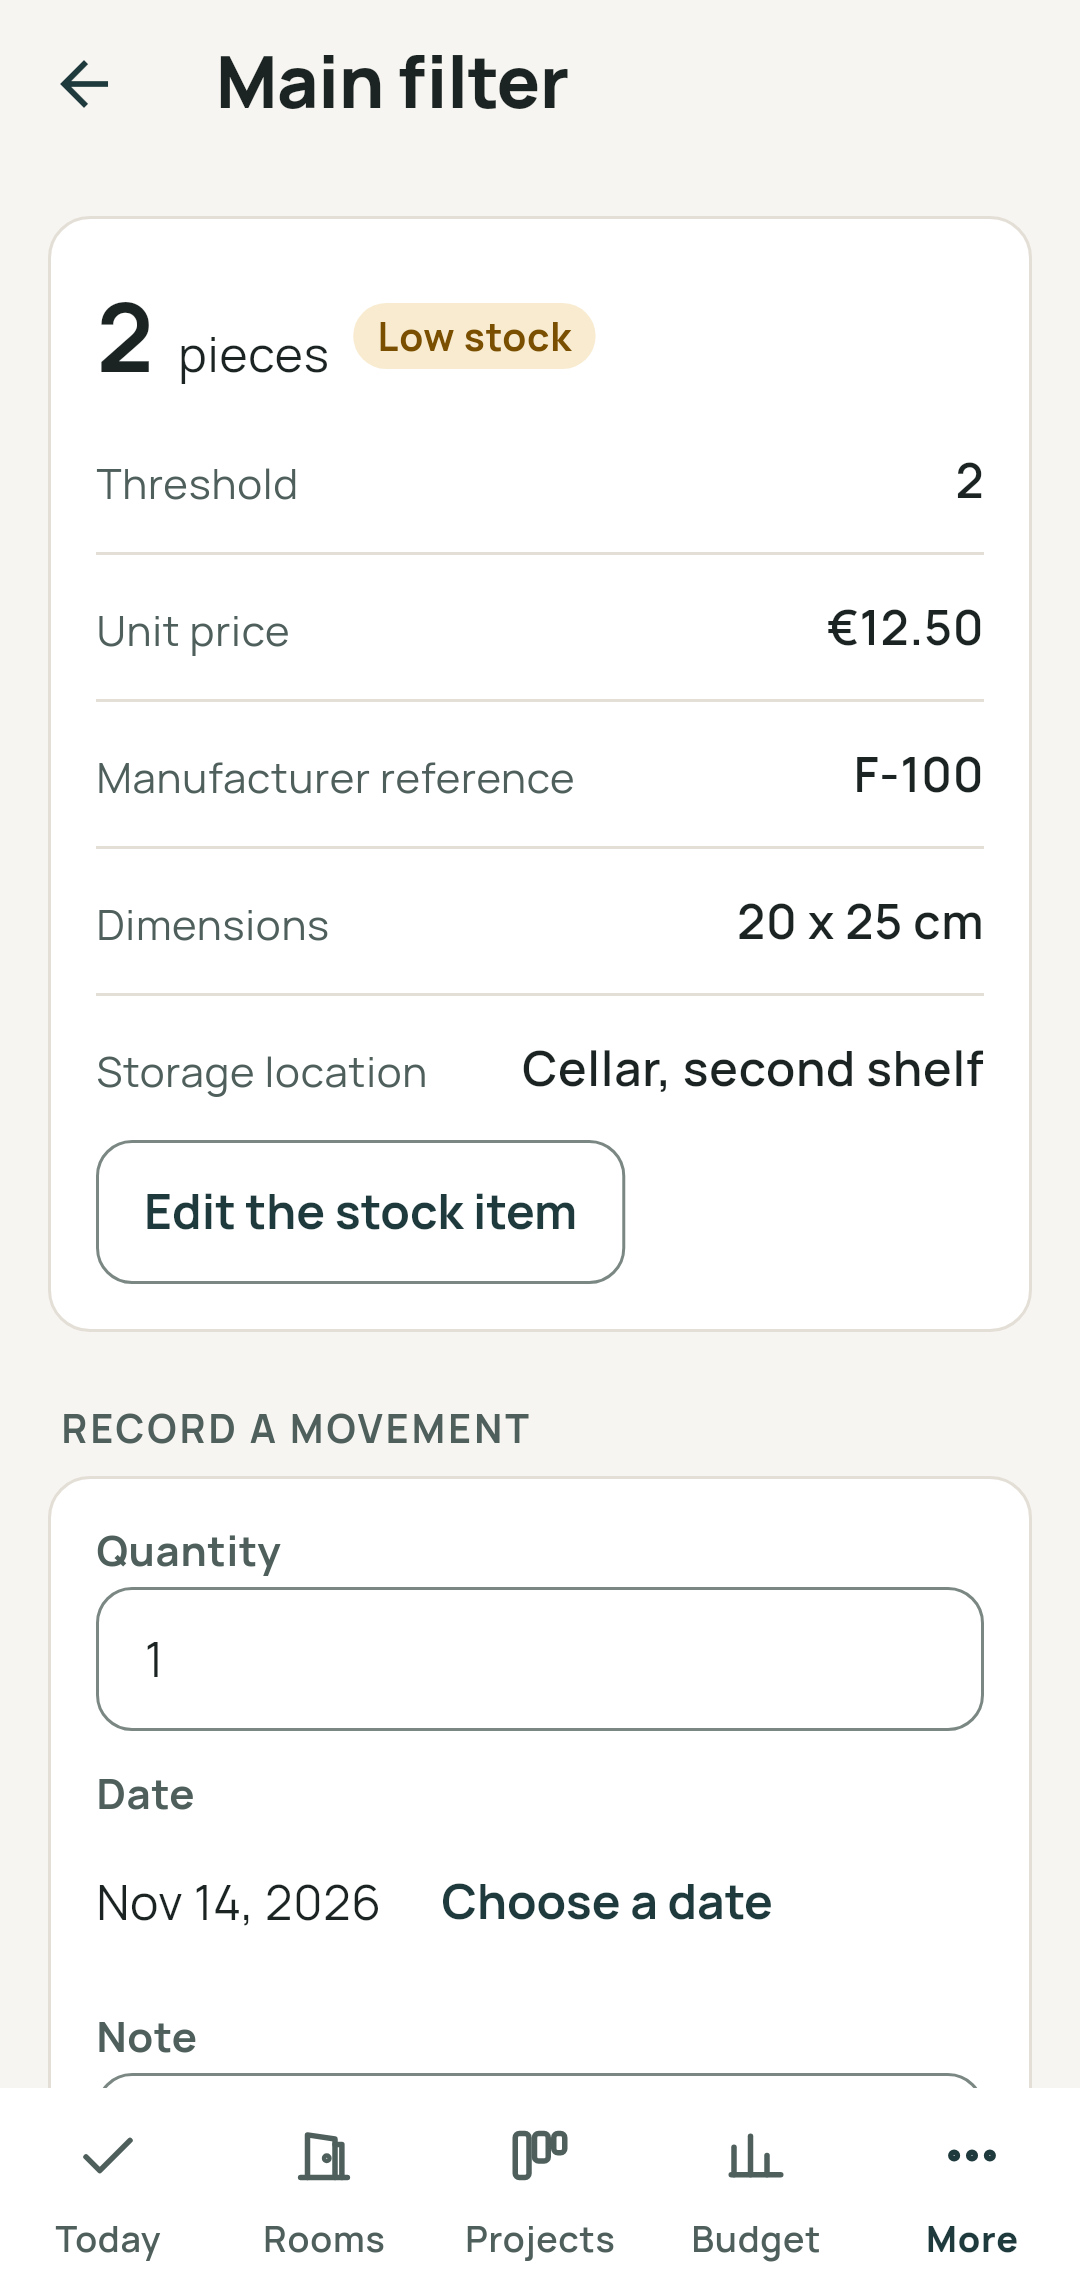 Main filter
2 pieces Low stock
Threshold 2
Unit price €12.50
Manufacturer reference F-100
Dimensions 20 x 25 cm
Storage location Cellar, second shelf
Edit the stock item
RECORD A MOVEMENT
Quantity
1
Date
Nov 14, 2026 Choose a date
Note
Today Rooms Projects Budget More